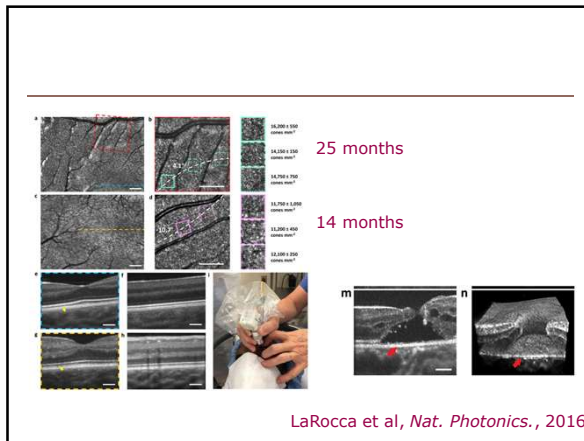 a
b
16,200 ± 550
cones mm⁻²
14,150 ± 150
cones mm⁻²
14,750 ± 750
cones mm⁻²
25 months
c
d
15,750 ± 1,050
cones mm⁻²
11,200 ± 450
cones mm⁻²
12,100 ± 250
cones mm⁻²
14 months
e
f
i
g
h
m
n
LaRocca et al, Nat. Photonics., 2016